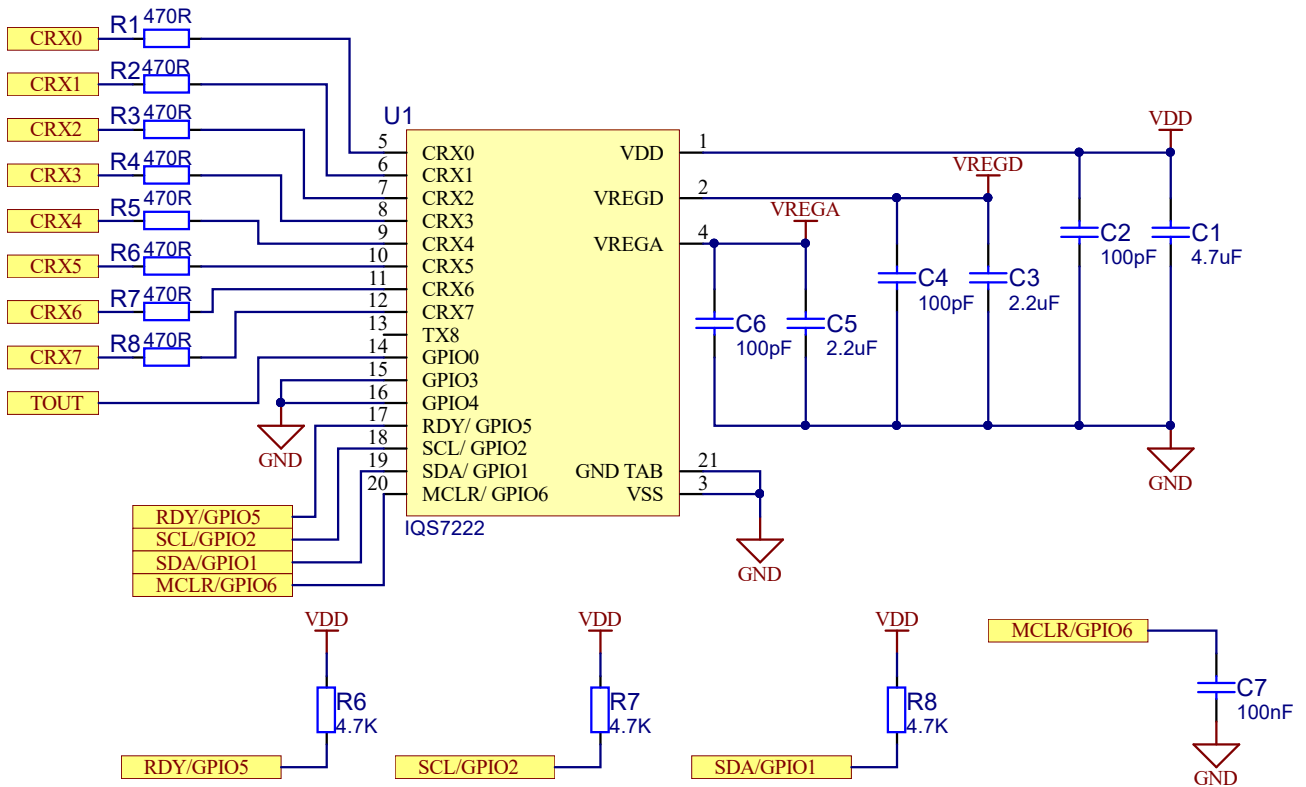 CRX0 R1 470R
CRX1 R2 470R
CRX2 R3 470R
CRX3 R4 470R
CRX4 R5 470R
CRX5 R6 470R
CRX6 R7 470R
CRX7 R8 470R
TOUT
GND
U1
5 CRX0
6 CRX1
7 CRX2
8 CRX3
9 CRX4
10 CRX5
11 CRX6
12 CRX7
13 TX8
14 GPIO0
15 GPIO3
16 GPIO4
17 RDY/ GPIO5
18 SCL/ GPIO2
19 SDA/ GPIO1
20 MCLR/ GPIO6
VDD 1
VREGD 2
VREGA 4
GND TAB 21
VSS 3
IQS7222
VDD
VREGD
VREGA
C2
100pF
C1
4.7uF
C4
100pF
C3
2.2uF
C6
100pF
C5
2.2uF
GND
GND
RDY/GPIO5
SCL/GPIO2
SDA/GPIO1
MCLR/GPIO6
VDD
R6
4.7K
RDY/GPIO5
VDD
R7
4.7K
SCL/GPIO2
VDD
R8
4.7K
SDA/GPIO1
MCLR/GPIO6
C7
100nF
GND